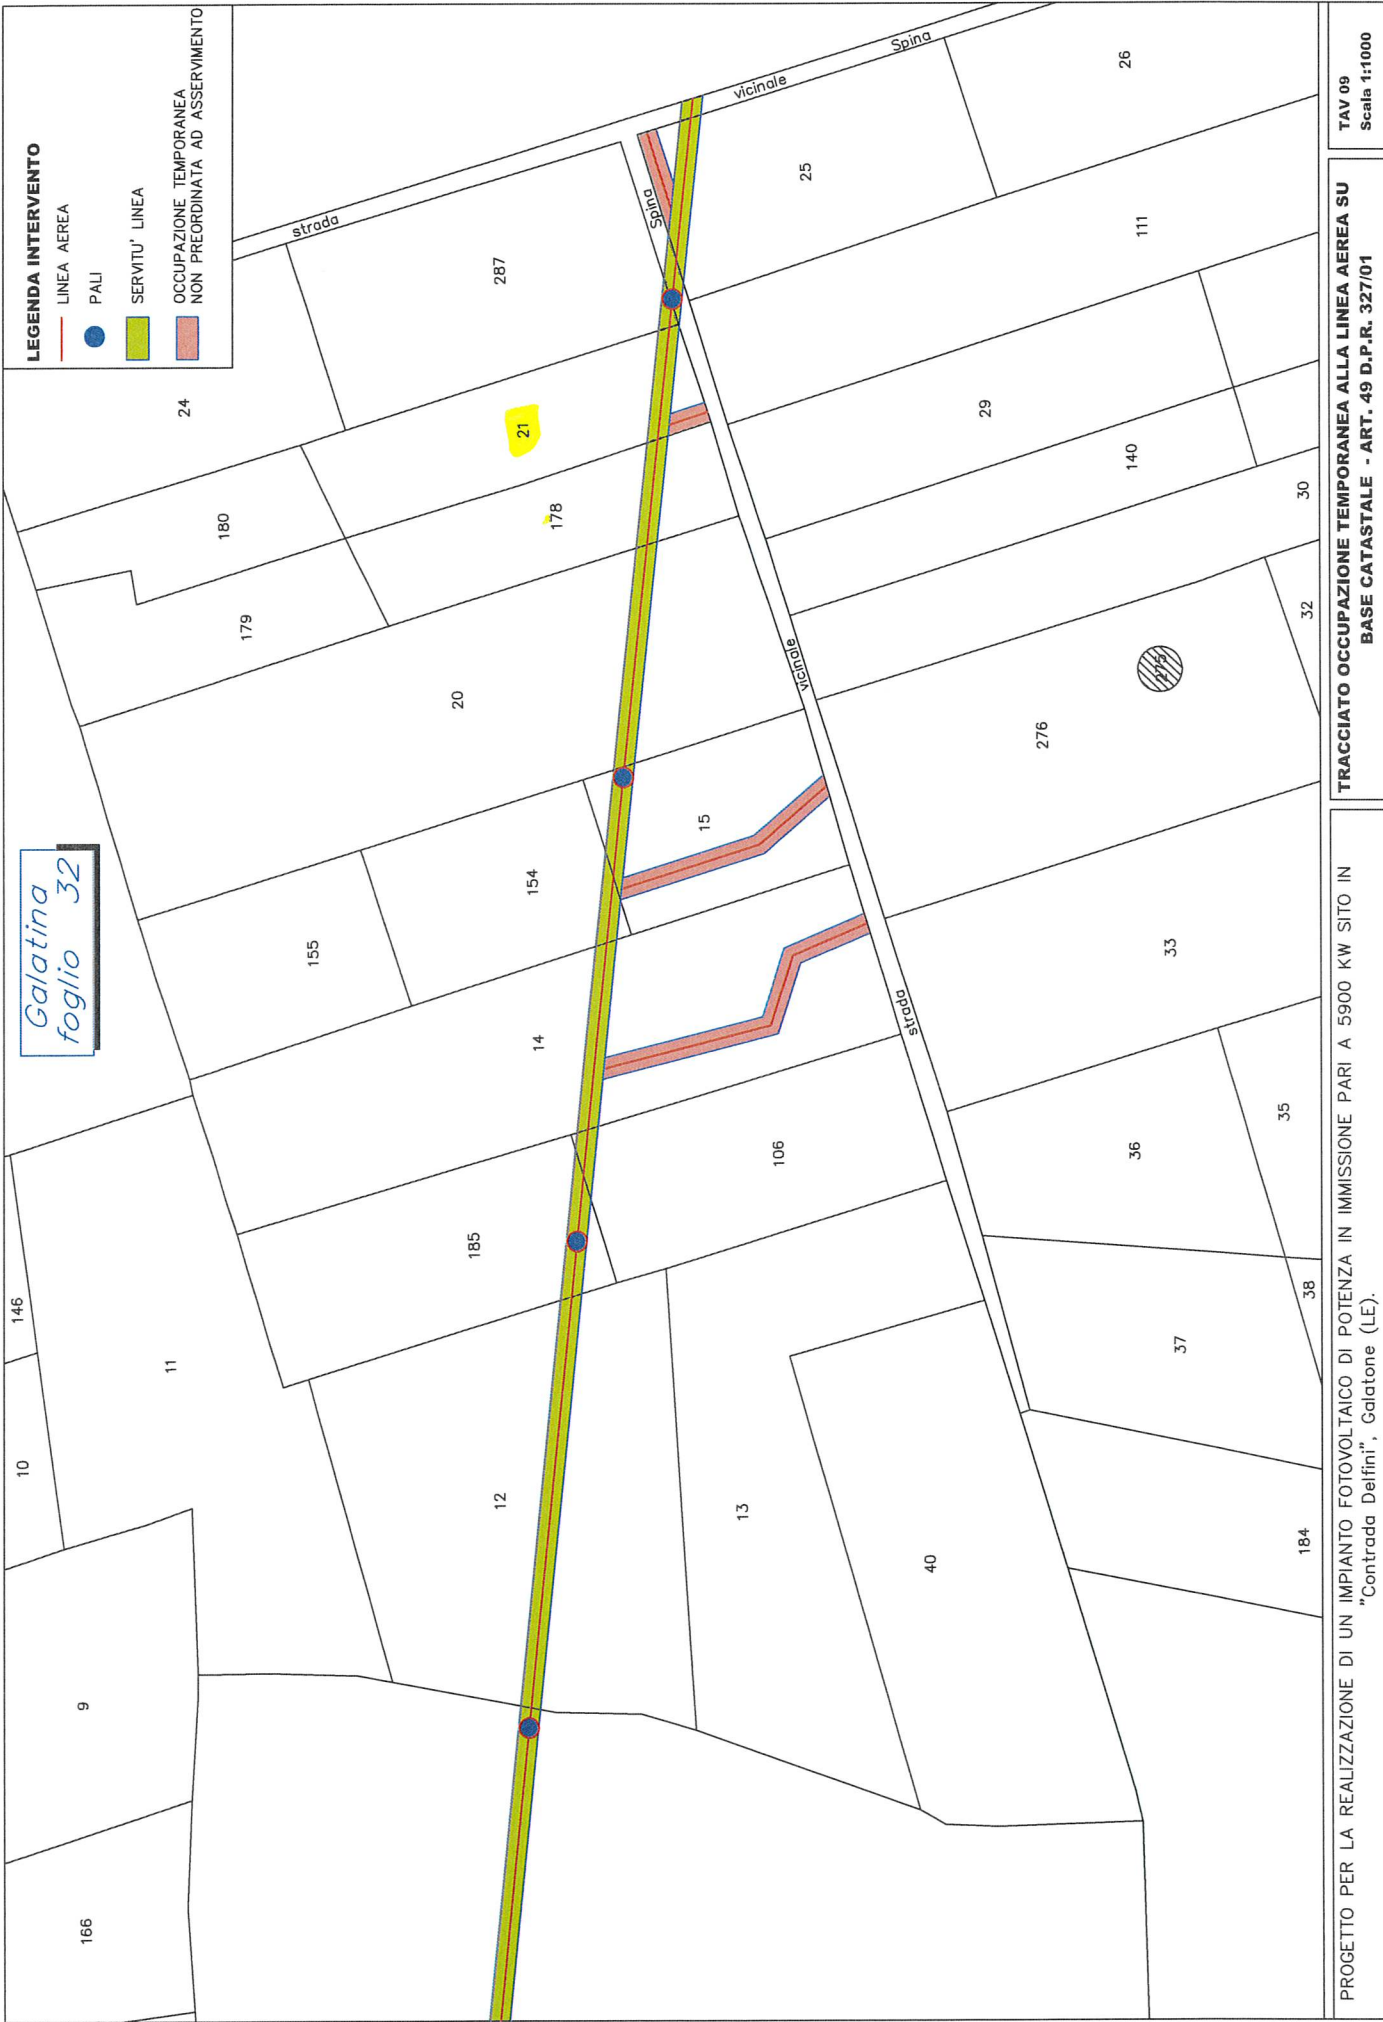 Galatina
foglio 32
LEGENDA INTERVENTO
LINEA AEREA
PALI
SERVITU' LINEA
OCCUPAZIONE TEMPORANEA
NON PREORDINATA AD ASSERVIMENTO
166
9
10
146
11
12
13
40
185
14
106
155
154
15
20
179
180
178
21
24
287
strada
Spina
vicinale
Spina
25
26
111
29
140
30
32
276
vicinale
strada
33
36
35
38
37
184
PROGETTO PER LA REALIZZAZIONE DI UN IMPIANTO FOTOVOLTAICO DI POTENZA IN IMMISSIONE PARI A 5900 KW SITO IN
"Contrada Delfini", Galatone (LE).
TRACCIATO OCCUPAZIONE TEMPORANEA ALLA LINEA AEREA SU
BASE CATASTALE - ART. 49 D.P.R. 327/01
TAV 09
Scala 1:1000